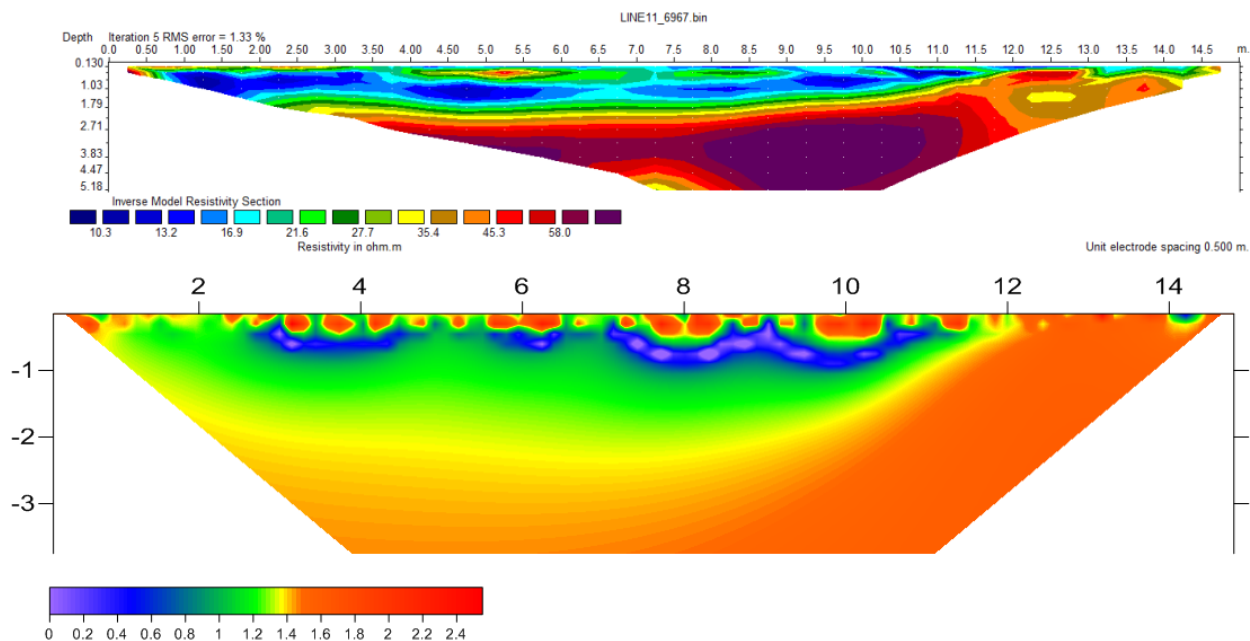 LINE11_6967.bin
Depth Iteration 5 RMS error = 1.33 %
0.0 0.50 1.00 1.50 2.00 2.50 3.00 3.5 4.0 4.5 5.0 5.5 6.0 6.5 7.0 7.5 8.0 8.5 9.0 9.5 10.0 10.5 11.0 11.5 12.0 12.5 13.0 13.5 14.0 14.5 m.
0.130
1.03
1.79
2.71
3.83
4.47
5.18
Inverse Model Resistivity Section
10.3 13.2 16.9 21.6 27.7 35.4 45.3 58.0
Resistivity in ohm.m
Unit electrode spacing 0.500 m.
2 4 6 8 10 12 14
-1
-2
-3
0 0.2 0.4 0.6 0.8 1 1.2 1.4 1.6 1.8 2 2.2 2.4